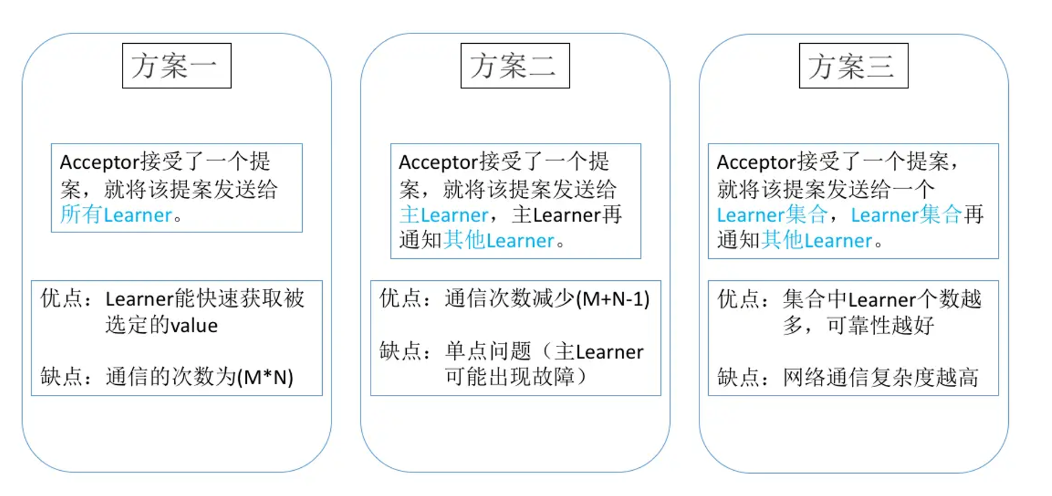 方案一
Acceptor接受了一个提
案，就将该提案发送给
所有Learner。
优点：Learner能快速获取被
选定的value
缺点：通信的次数为(M*N)
方案二
Acceptor接受了一个提
案，就将该提案发送给
主Learner，主Learner再
通知其他Learner。
优点：通信次数减少(M+N-1)
缺点：单点问题（主Learner
可能出现故障）
方案三
Acceptor接受了一个提案，
就将该提案发送给一个
Learner集合，Learner集合再
通知其他Learner。
优点：集合中Learner个数越
多，可靠性越好
缺点：网络通信复杂度越高